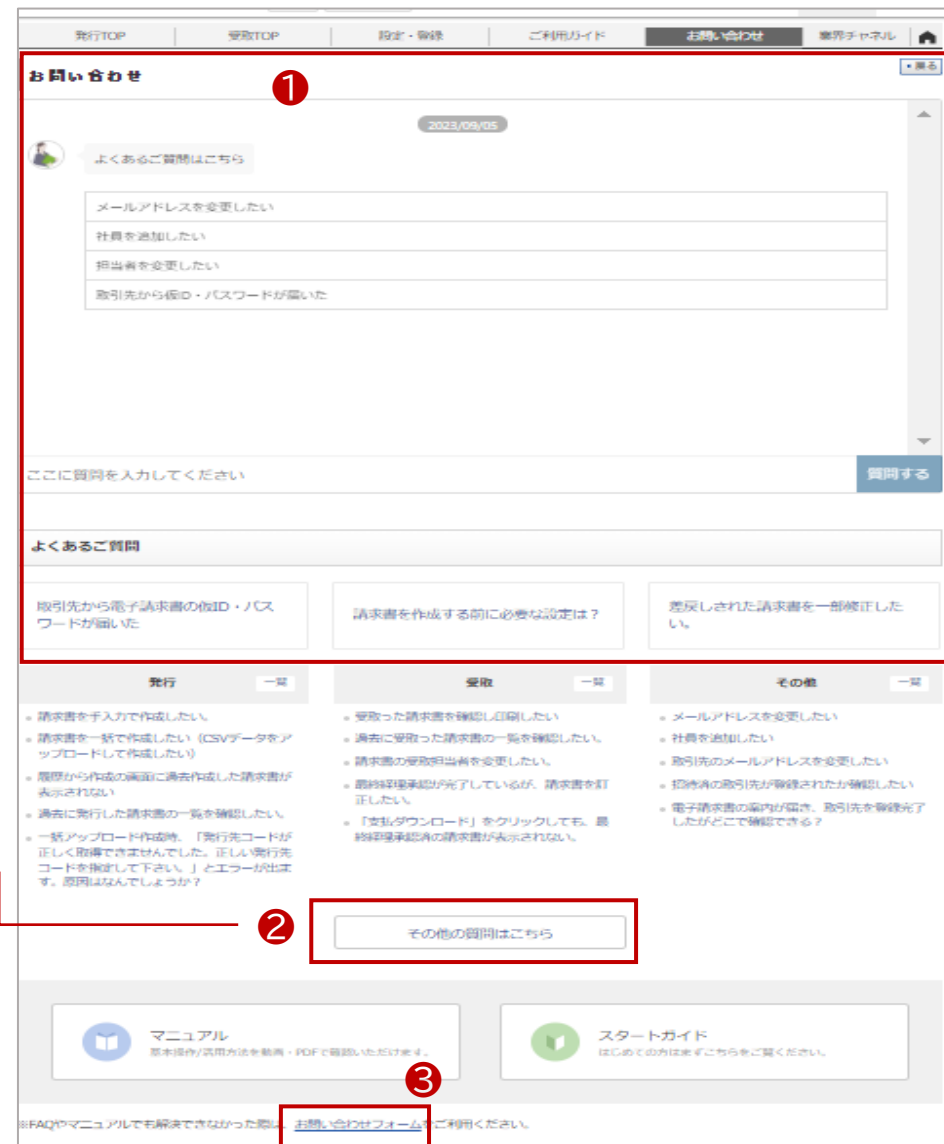 発行TOP
受取TOP
設定・登録
ご利用ガイド
お問い合わせ
業界チャネル
お問い合わせ
戻る
❶
2023/09/05
よくあるご質問はこちら
メールアドレスを変更したい
社員を追加したい
担当者を変更したい
取引先から仮ID・パスワードが届いた
ここに質問を入力してください
質問する
よくあるご質問
取引先から電子請求書の仮ID・パス
ワードが届いた
請求書を作成する前に必要な設定は？
差戻しされた請求書を一部修正した
い。
発行
一覧
請求書を手入力で作成したい。
請求書を一括で作成したい（CSVデータをア
ップロードして作成したい）
履歴から作成の画面に過去作成した請求書が
表示されない
過去に発行した請求書の一覧を確認したい。
一括アップロード作成時、「発行先コードが
正しく取得できませんでした。正しい発行先
コードを指定して下さい。」とエラーが出ま
す。原因はなんでしょうか？
受取
一覧
受取った請求書を確認し印刷したい
過去に受取った請求書の一覧を確認したい。
請求書の受取担当者を変更したい。
最終経理承認が完了しているが、請求書を訂
正したい。
「支払ダウンロード」をクリックしても、最
終経理承認済の請求書が表示されない。
その他
一覧
メールアドレスを変更したい
社員を追加したい
取引先のメールアドレスを変更したい
招待済の取引先が登録されたか確認したい
電子請求書の案内が届き、取引先を登録完了
したがどこで確認できる？
❷
その他の質問はこちら
マニュアル
基本操作/活用方法を動画・PDFで確認いただけます。
スタートガイド
はじめての方はまずこちらをご覧ください。
❸
※FAQやマニュアルでも解決できなかった際は、お問い合わせフォームをご利用ください。